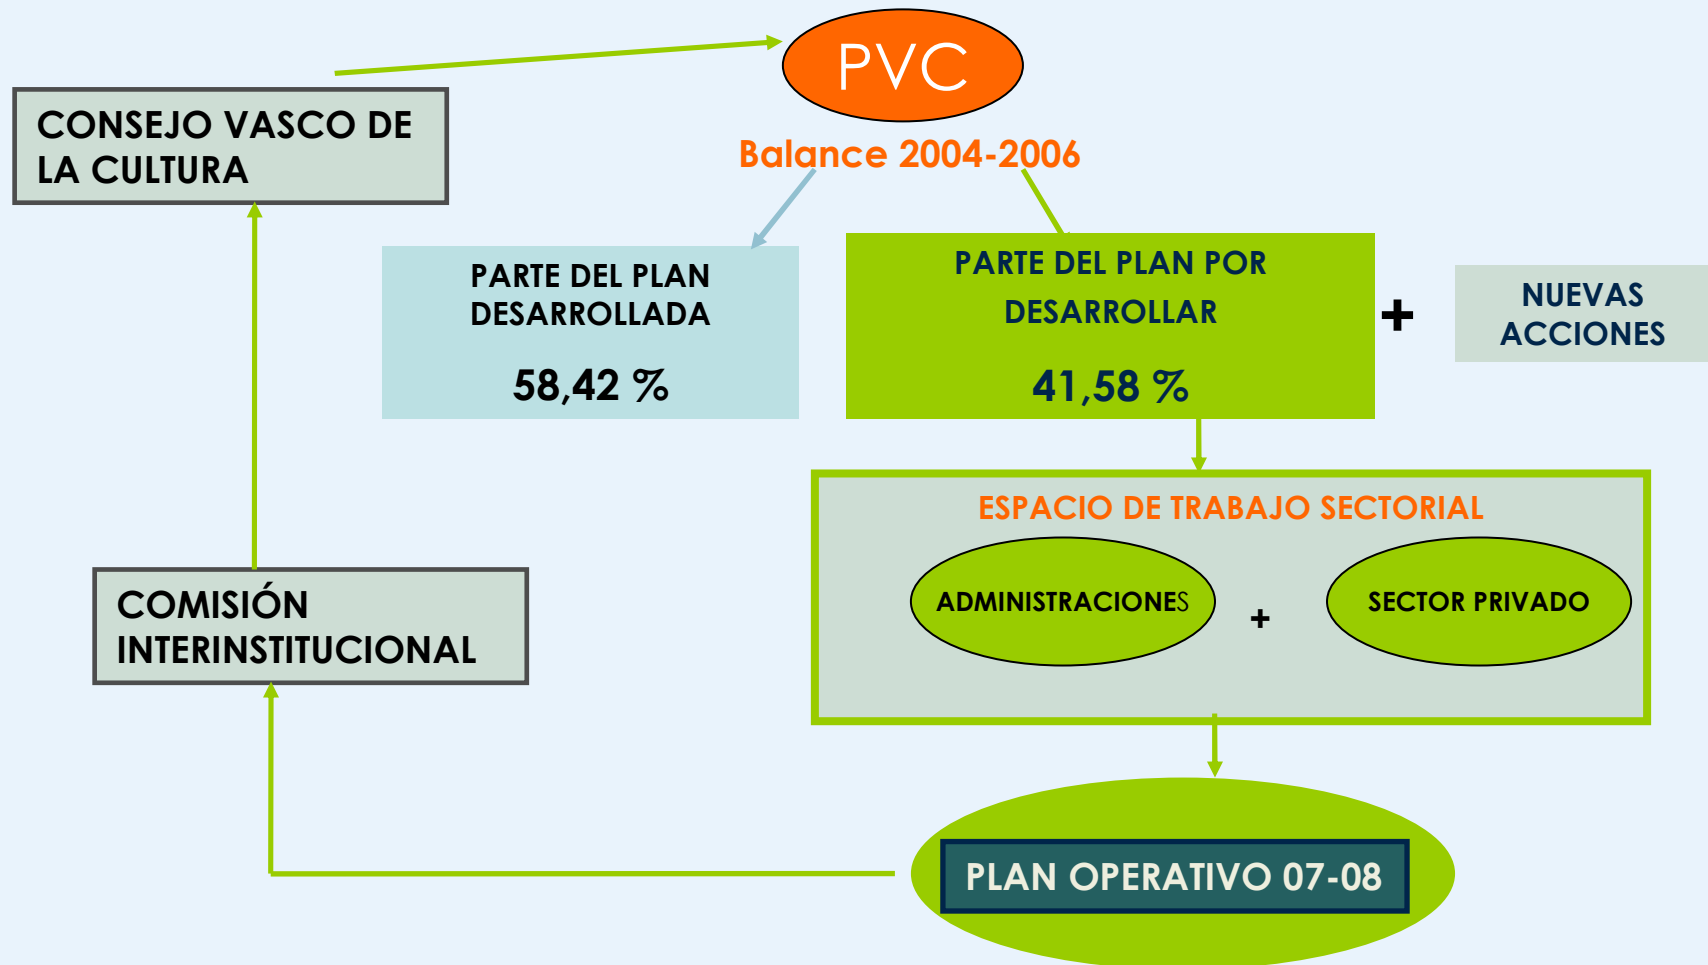 PVC
CONSEJO VASCO DE
LA CULTURA
Balance 2004-2006
PARTE DEL PLAN
DESARROLLADA
58,42 %
PARTE DEL PLAN POR
DESARROLLAR
41,58 %
+
NUEVAS
ACCIONES
ESPACIO DE TRABAJO SECTORIAL
ADMINISTRACIONES
+
SECTOR PRIVADO
COMISIÓN
INTERINSTITUCIONAL
PLAN OPERATIVO 07-08